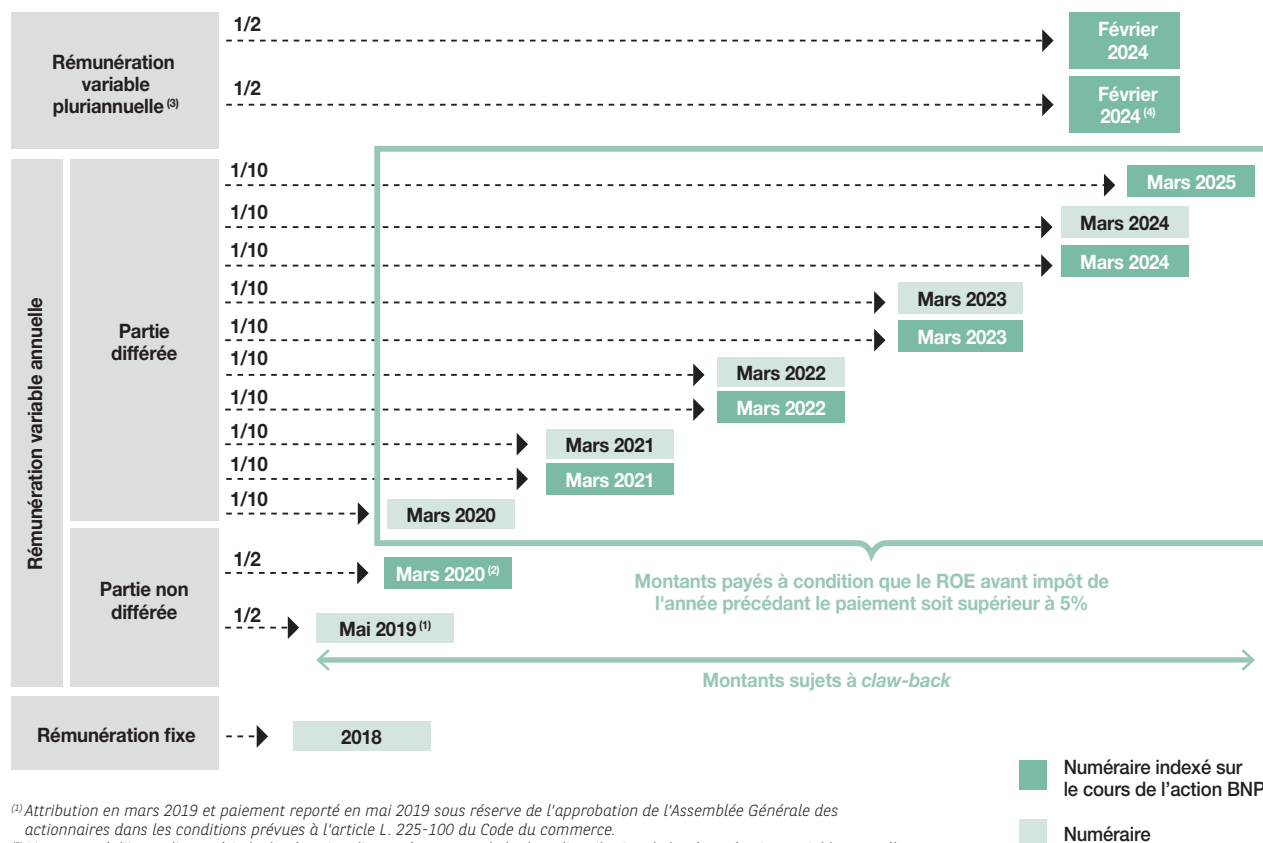 1/2
Février
2024
Rémunération
variable
pluriannuelle (3)
1/2
Février
2024 (4)
Rémunération variable annuelle
Partie
différée
1/10
Mars 2025
1/10
Mars 2024
1/10
Mars 2024
1/10
Mars 2023
1/10
Mars 2023
1/10
Mars 2022
1/10
Mars 2022
1/10
Mars 2021
1/10
Mars 2021
1/10
Mars 2020
Partie non
différée
1/2
Mars 2020 (2)
1/2
Mai 2019 (1)
Montants payés à condition que le ROE avant impôt de
l'année précédant le paiement soit supérieur à 5%
Montants sujets à claw-back
Rémunération fixe
2018
Numéraire indexé sur
le cours de l’action BNP
Numéraire
(1) Attribution en mars 2019 et paiement reporté en mai 2019 sous réserve de l'approbation de l'Assemblée Générale des
actionnaires dans les conditions prévues à l'article L. 225-100 du Code du commerce.